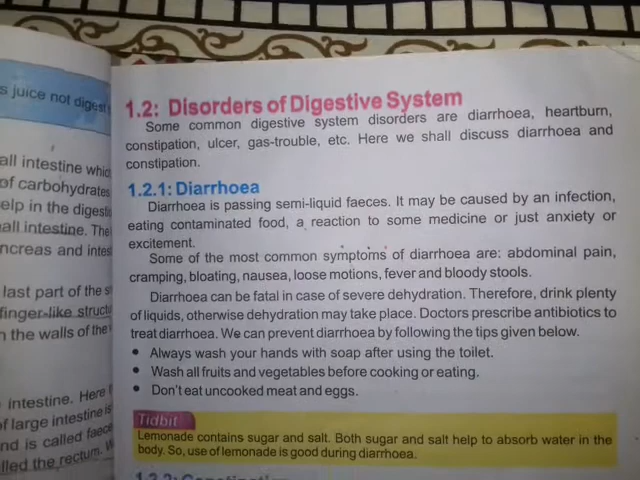 s juice not digest
all intestine which
of carbohydrates
elp in the digesti
all intestine. The
ncreas and intes
last part of the s
finger-like struct
n the walls of the
intestine. Here
of large intestine is
nd is called faece
lled the rectum.
1.2: Disorders of Digestive System
Some common digestive system disorders are diarrhoea, heartburn,
constipation, ulcer, gas-trouble, etc. Here we shall discuss diarrhoea and
constipation.
1.2.1: Diarrhoea
Diarrhoea is passing semi-liquid faeces. It may be caused by an infection,
eating contaminated food, a reaction to some medicine or just anxiety or
excitement.
Some of the most common symptoms of diarrhoea are: abdominal pain,
cramping, bloating, nausea, loose motions, fever and bloody stools.
Diarrhoea can be fatal in case of severe dehydration. Therefore, drink plenty
of liquids, otherwise dehydration may take place. Doctors prescribe antibiotics to
treat diarrhoea. We can prevent diarrhoea by following the tips given below.
• Always wash your hands with soap after using the toilet.
• Wash all fruits and vegetables before cooking or eating.
• Don't eat uncooked meat and eggs.
Tidbit
Lemonade contains sugar and salt. Both sugar and salt help to absorb water in the
body. So, use of lemonade is good during diarrhoea.
1.2.2: Constipation